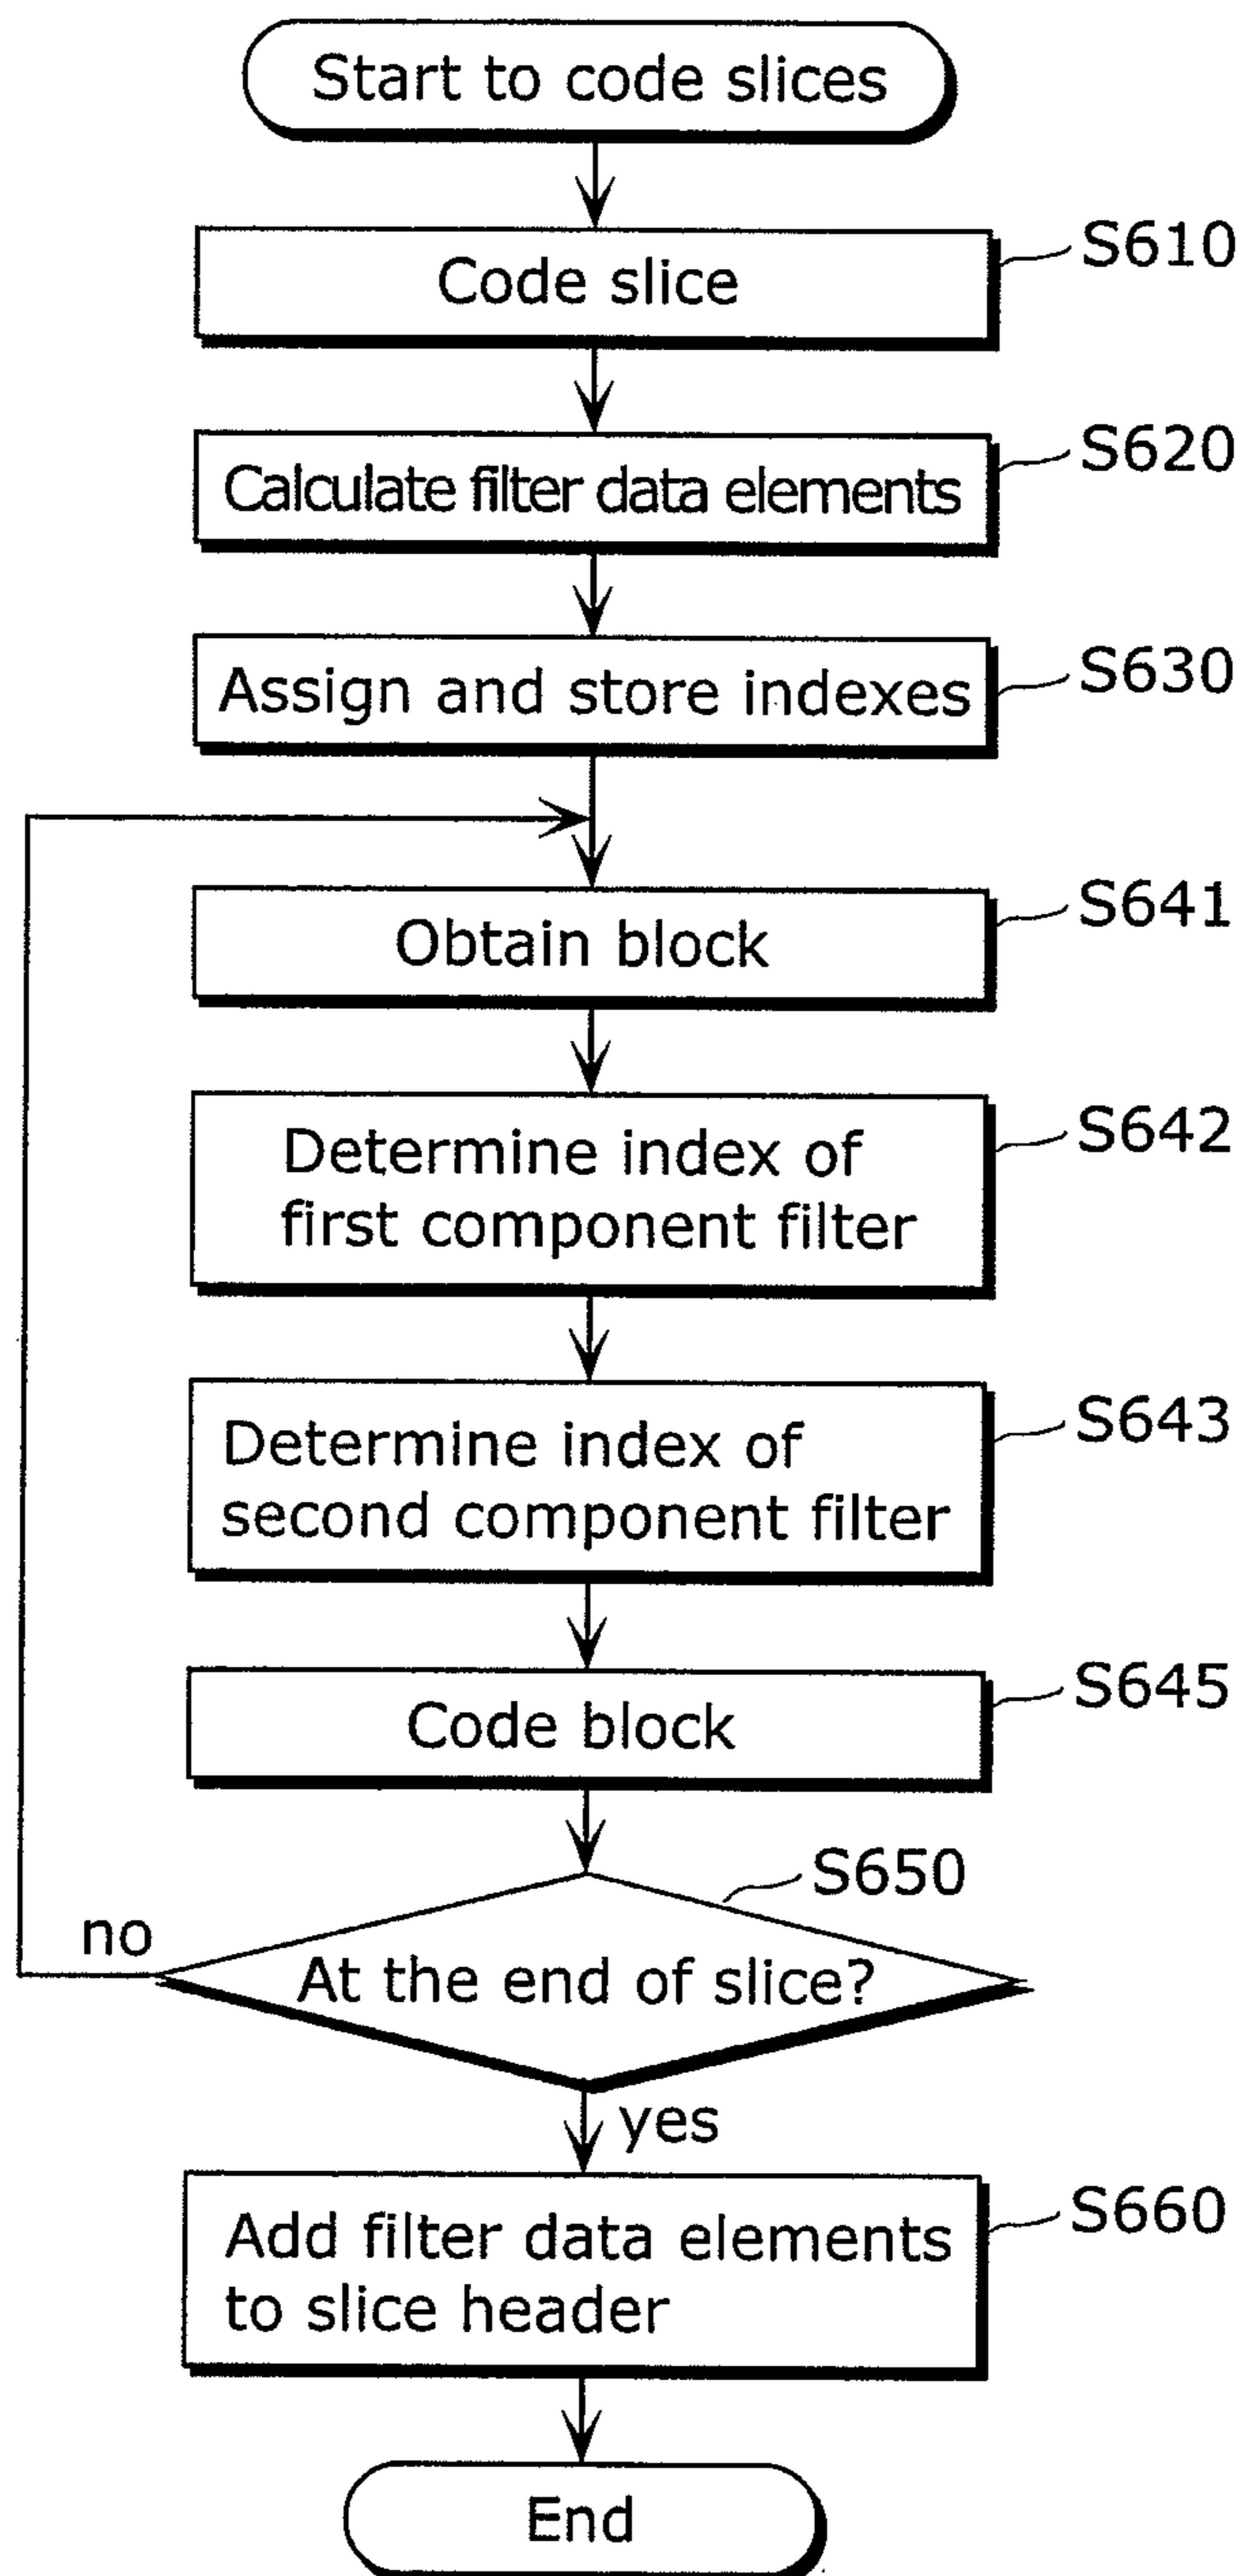 Start to code slices
Code slice
S610
Calculate filter data elements
S620
Assign and store indexes
S630
Obtain block
S641
Determine index of
first component filter
S642
Determine index of
second component filter
S643
Code block
S645
S650
no
At the end of slice?
yes
Add filter data elements
to slice header
S660
End